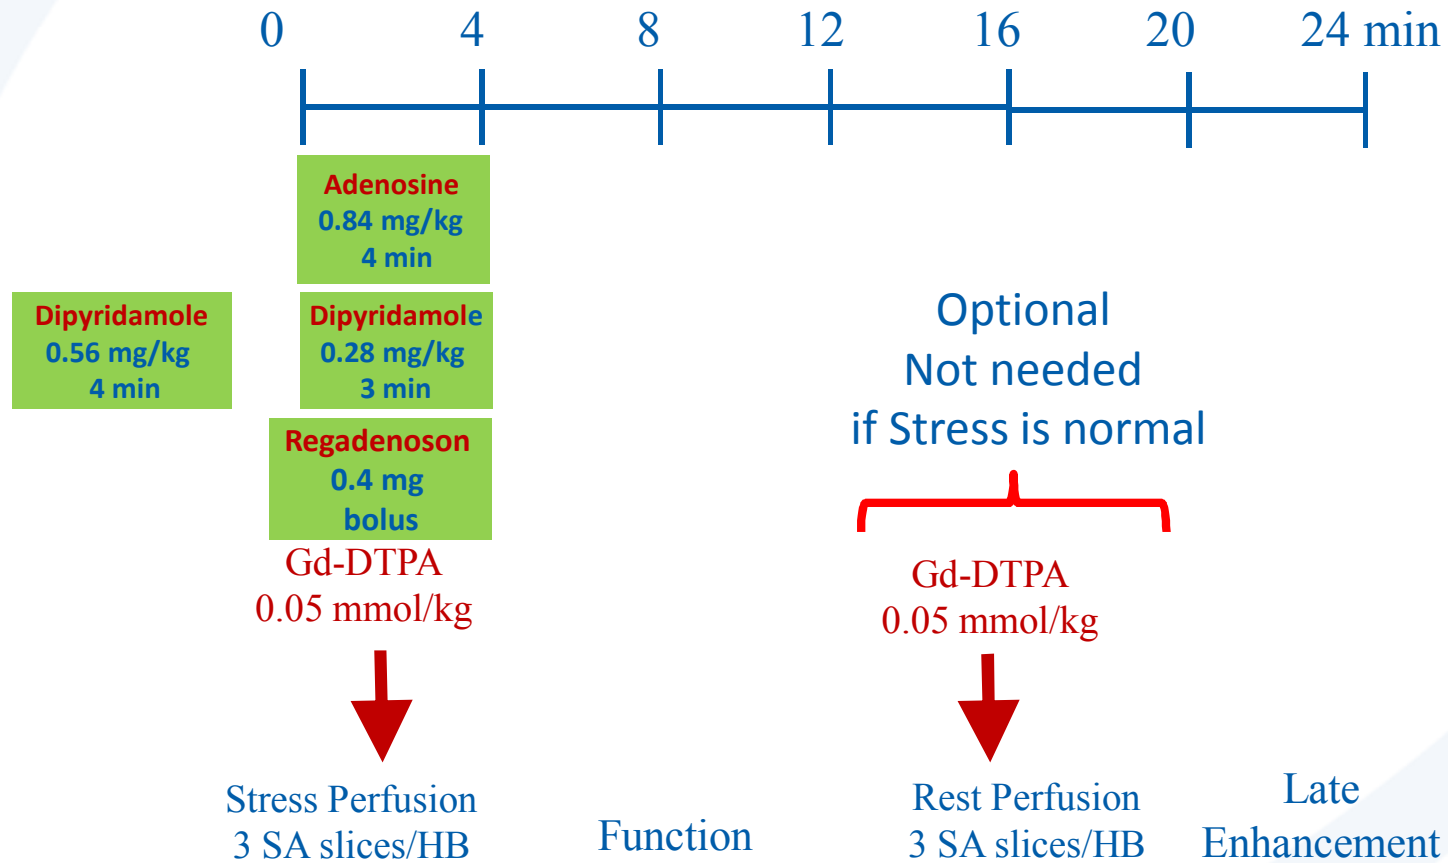 0 4 8 12 16 20 24 min
Adenosine
0.84 mg/kg
4 min
Dipyridamole
0.56 mg/kg
4 min
Dipyridamole
0.28 mg/kg
3 min
Regadenoson
0.4 mg
bolus
Optional
Not needed
if Stress is normal
Gd-DTPA
0.05 mmol/kg
Gd-DTPA
0.05 mmol/kg
Stress Perfusion
3 SA slices/HB
Function
Rest Perfusion
3 SA slices/HB
Late
Enhancement